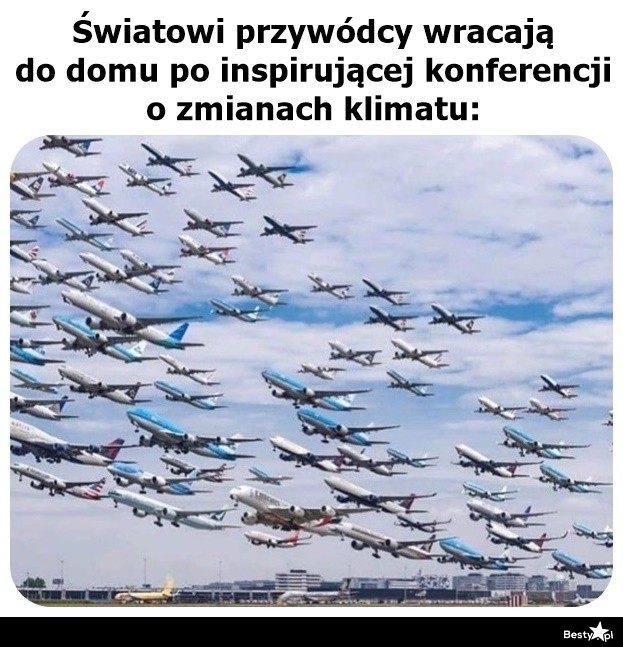 Światowi przywódcy wracają
do domu po inspirującej konferencji
o zmianach klimatu:
Besty.pl